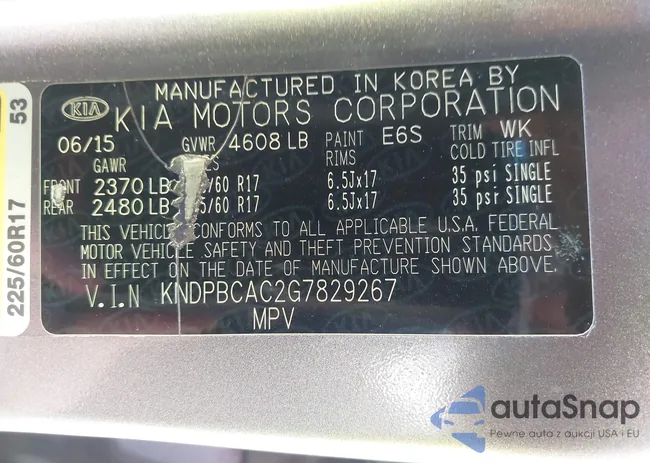 MANUFACTURED IN KOREA BY
KIA KIA MOTORS CORPORATION
06/15 GVWR 4608 LB PAINT E6S TRIM WK
GAWR RIMS COLD TIRE INFL
FRONT 2370 LB /60 R17 6.5Jx17 35 psi SINGLE
REAR 2480 LB 5/60 R17 6.5Jx17 35 psi SINGLE
THIS VEHICLE CONFORMS TO ALL APPLICABLE U.S.A. FEDERAL
MOTOR VEHICLE SAFETY AND THEFT PREVENTION STANDARDS
IN EFFECT ON THE DATE OF MANUFACTURE SHOWN ABOVE.
V.I.N KNDPBCAC2G7829267
MPV
225/60R17 53
autaSnap
Pewne auta z aukcji USA i EU